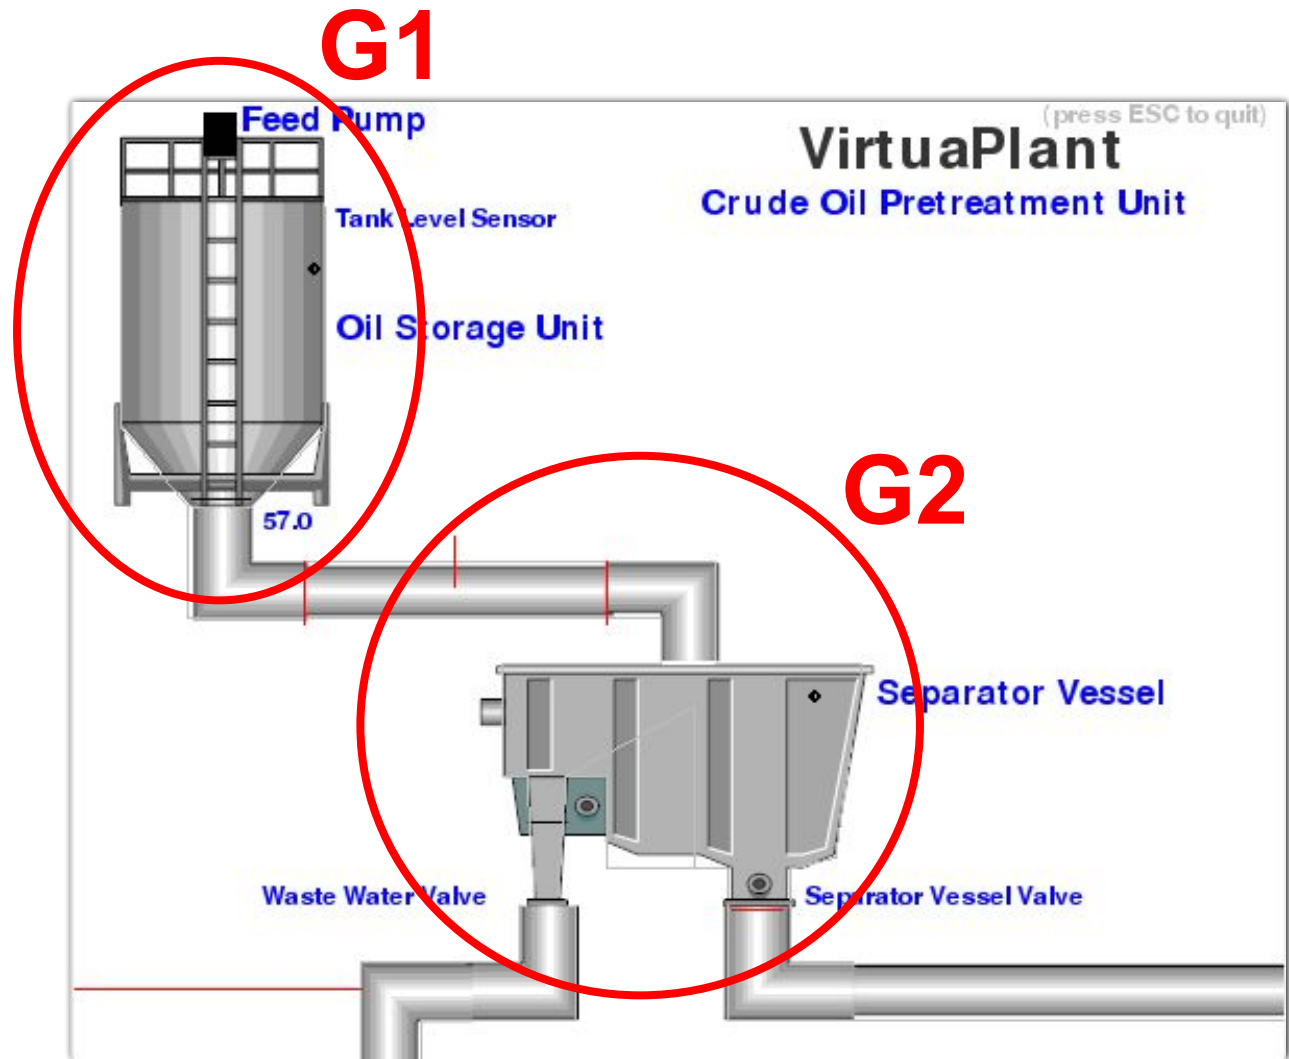 G1
Feed Pump
(press ESC to quit)
VirtuaPlant
Crude Oil Pretreatment Unit
Tank Level Sensor
Oil Storage Unit
G2
57.0
Separator Vessel
Waste Water Valve
Separator Vessel Valve